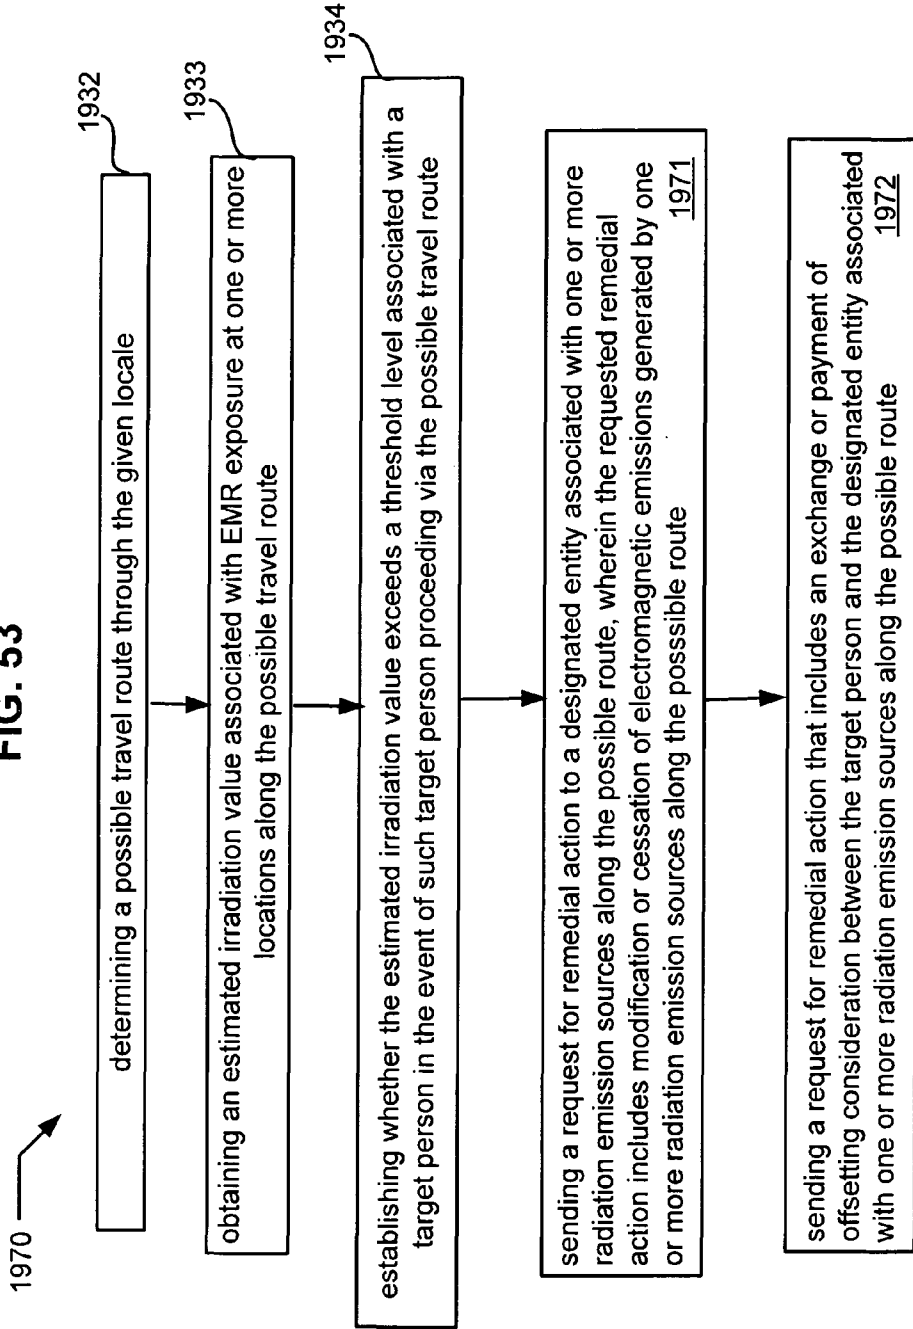 FIG. 53
1970
1932
determining a possible travel route through the given locale
1933
obtaining an estimated irradiation value associated with EMR exposure at one or more
locations along the possible travel route
1934
establishing whether the estimated irradiation value exceeds a threshold level associated with a
target person in the event of such target person proceeding via the possible travel route
sending a request for remedial action to a designated entity associated with one or more
radiation emission sources along the possible route, wherein the requested remedial
action includes modification or cessation of electromagnetic emissions generated by one
or more radiation emission sources along the possible route
1971
sending a request for remedial action that includes an exchange or payment of
offsetting consideration between the target person and the designated entity associated
with one or more radiation emission sources along the possible route
1972